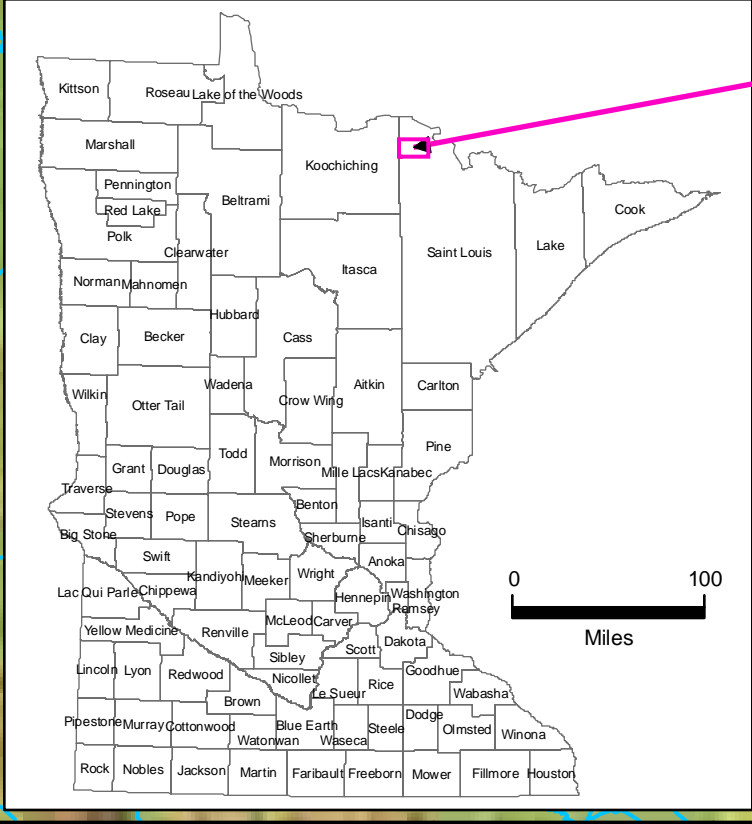 Kittson
Roseau
Lake of the Woods
Marshall
Koochiching
Pennington
Beltrami
Red Lake
Cook
Polk
Clearwater
Saint Louis
Lake
Itasca
Norman
Mahnomen
Hubbard
Clay
Becker
Cass
Wadena
Aitkin
Carlton
Wilkin
Otter Tail
Crow Wing
Pine
Todd
Morrison
Grant
Douglas
Mille Lacs
Kanabec
Traverse
Benton
Stevens
Pope
Stearns
Isanti
Chisago
Big Stone
Sherburne
Swift
Anoka
Kandiyohi
Meeker
Wright
0
100
Lac Qui Parle
Chippewa
Hennepin
Washington
Ramsey
McLeod
Carver
Yellow Medicine
Renville
Miles
Dakota
Scott
Sibley
Lincoln
Lyon
Redwood
Nicollet
Goodhue
Rice
Le Sueur
Wabasha
Brown
Dodge
Pipestone
Murray
Cottonwood
Blue Earth
Steele
Olmsted
Winona
Watonwan
Waseca
Rock
Nobles
Jackson
Martin
Faribault
Freeborn
Mower
Fillmore
Houston